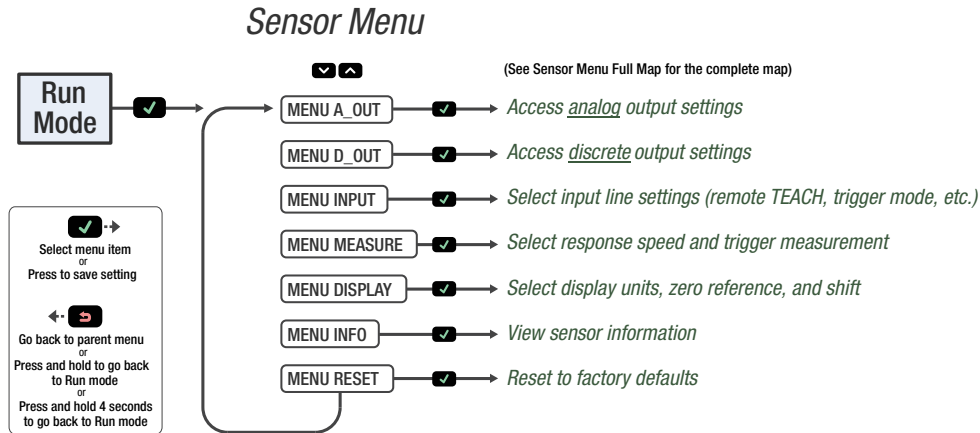 Sensor Menu
(See Sensor Menu Full Map for the complete map)
Run
Mode
MENU A_OUT
Access analog output settings
MENU D_OUT
Access discrete output settings
MENU INPUT
Select input line settings (remote TEACH, trigger mode, etc.)
MENU MEASURE
Select response speed and trigger measurement
MENU DISPLAY
Select display units, zero reference, and shift
MENU INFO
View sensor information
MENU RESET
Reset to factory defaults
Select menu item
or
Press to save setting
Go back to parent menu
or
Press and hold to go back
to Run mode
or
Press and hold 4 seconds
to go back to Run mode